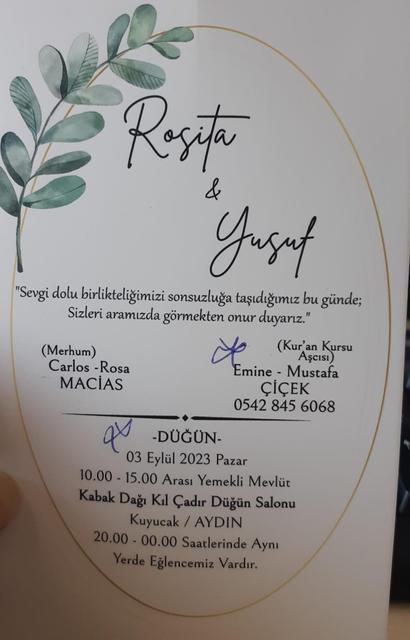 Rosita
&
Yusuf
"Sevgi dolu birlikteliğimizi sonsuzluğa taşıdığımız bu günde;
Sizleri aramızda görmekten onur duyarız."
(Merhum)
Carlos -Rosa
MACİAS
(Kur'an Kursu
Aşcısı)
Emine - Mustafa
ÇİÇEK
0542 845 6068
-DÜĞÜN-
03 Eylül 2023 Pazar
10.00 - 15.00 Arası Yemekli Mevlüt
Kabak Dağı Kıl Çadır Düğün Salonu
Kuyucak / AYDIN
20.00 - 00.00 Saatlerinde Aynı
Yerde Eğlencemiz Vardır.